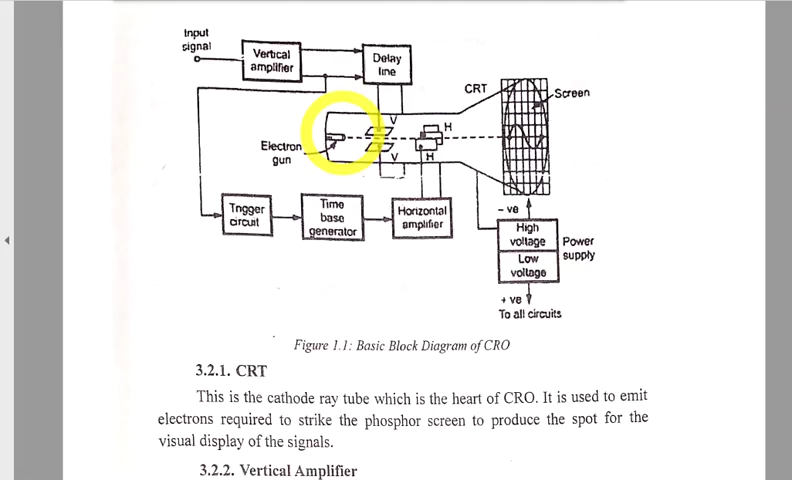 Input
signal
Vertical
amplifier
Delay
line
CRT
Screen
V
H
Electron
gun
V
H
Trigger
circuit
Time
base
generator
Horizontal
amplifier
- ve
High
voltage
Power
supply
Low
voltage
+ ve
To all circuits
Figure 1.1: Basic Block Diagram of CRO
3.2.1. CRT
This is the cathode ray tube which is the heart of CRO. It is used to emit
electrons required to strike the phosphor screen to produce the spot for the
visual display of the signals.
3.2.2. Vertical Amplifier